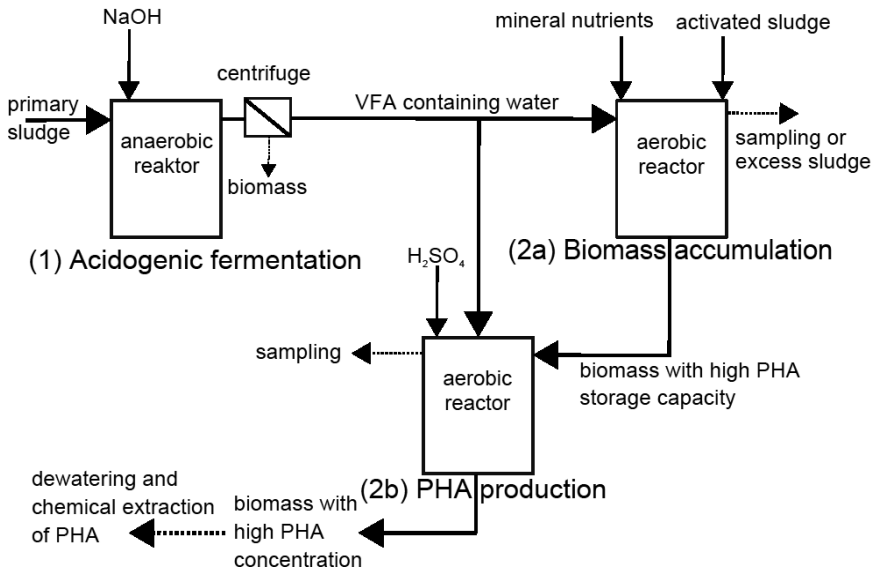 NaOH
mineral nutrients
activated sludge
centrifuge
primary
sludge
VFA containing water
anaerobic
reaktor
aerobic
reactor
sampling or
excess sludge
biomass
(1) Acidogenic fermentation
(2a) Biomass accumulation
H₂SO₄
sampling
aerobic
reactor
biomass with high PHA
storage capacity
(2b) PHA production
dewatering and
chemical extraction
of PHA
biomass with
high PHA
concentration